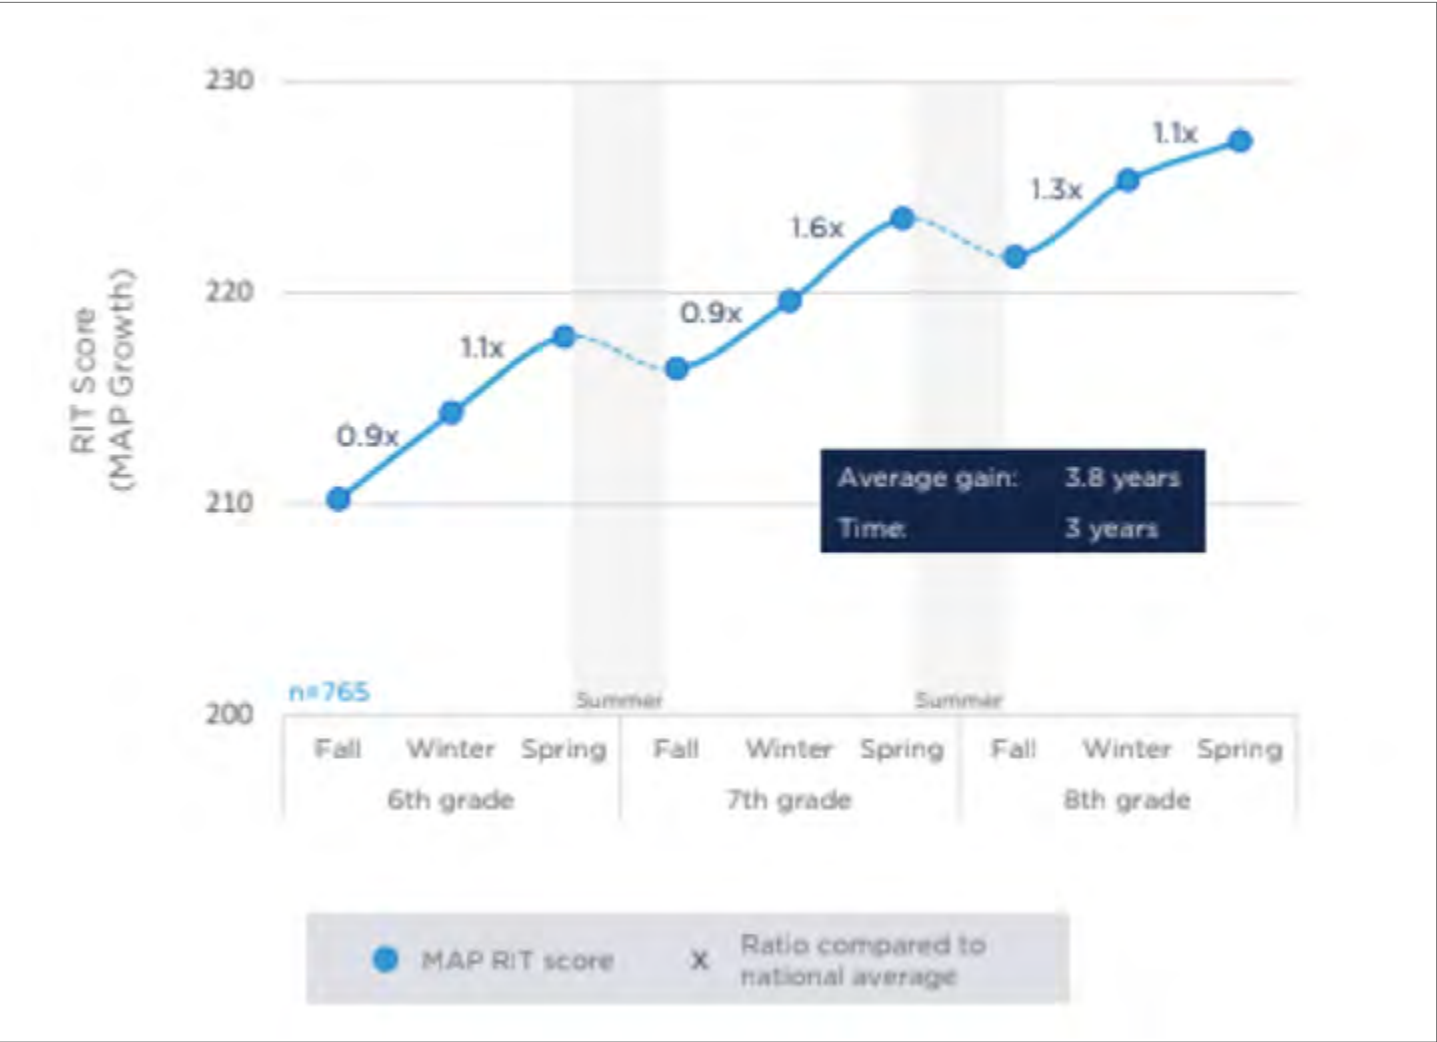 230
220
210
200
RIT Score
(MAP Growth)
0.9x
1.1x
0.9x
1.6x
1.3x
1.1x
Average gain: 3.8 years
Time: 3 years
n=765
Summer
Summer
Fall Winter Spring Fall Winter Spring Fall Winter Spring
6th grade 7th grade 8th grade
MAP RIT score
x Ratio compared to
national average